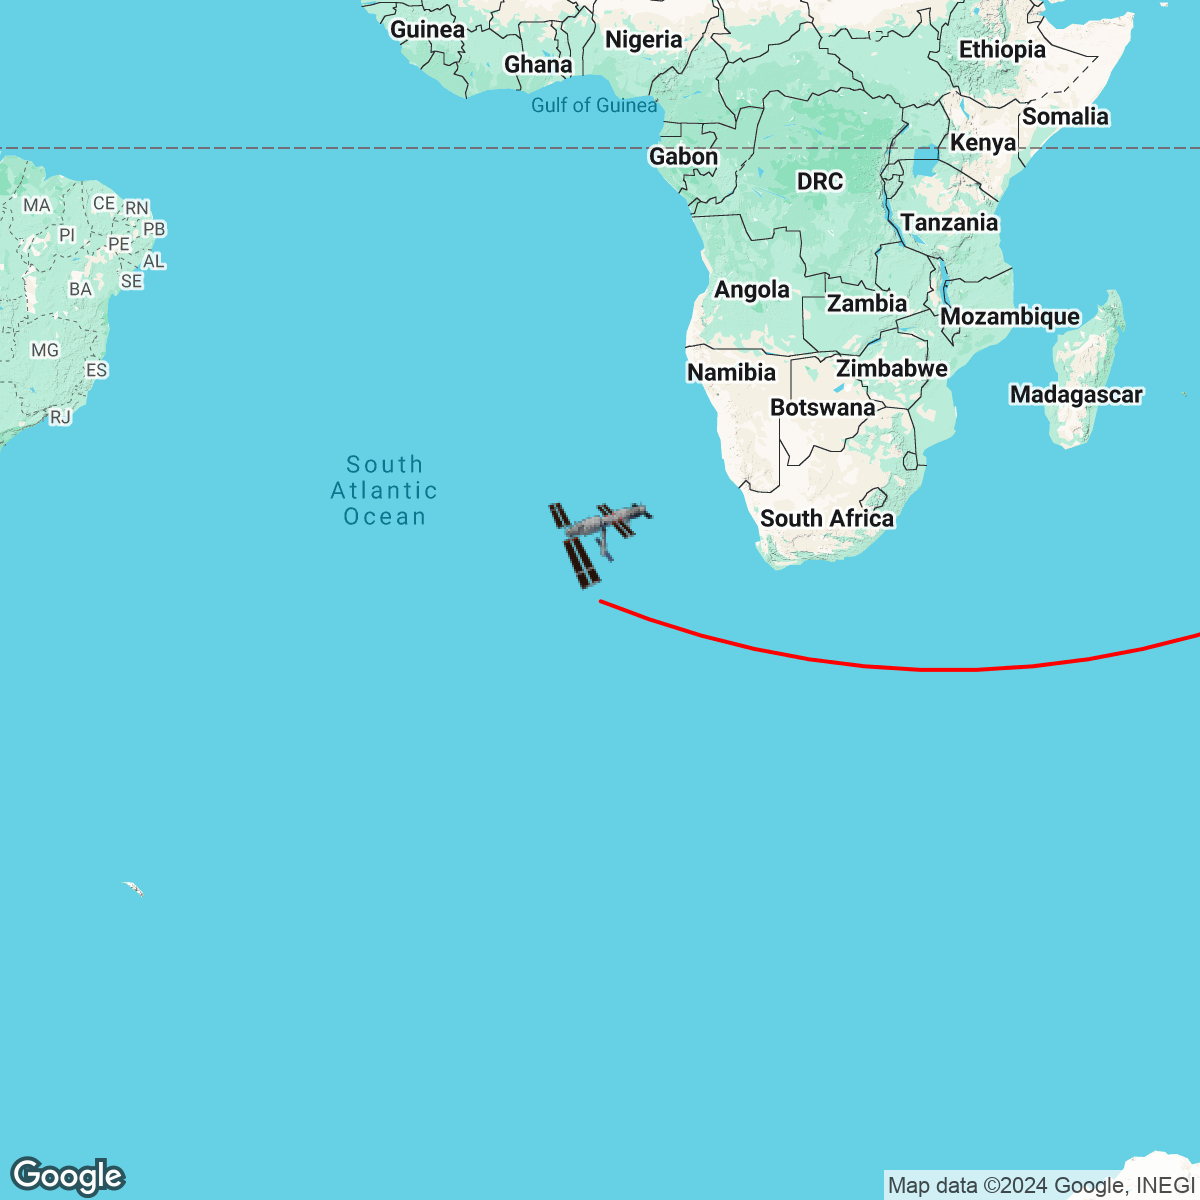 Guinea
Nigeria
Ethiopia
Ghana
Gulf of Guinea
Somalia
Kenya
Gabon
DRC
MA
CE
RN
PI
PE
PB
Tanzania
AL
SE
BA
Angola
Zambia
Mozambique
MG
ES
Namibia
Zimbabwe
Botswana
Madagascar
RJ
South
Atlantic
Ocean
South Africa
Google
Map data ©2024 Google, INEGI